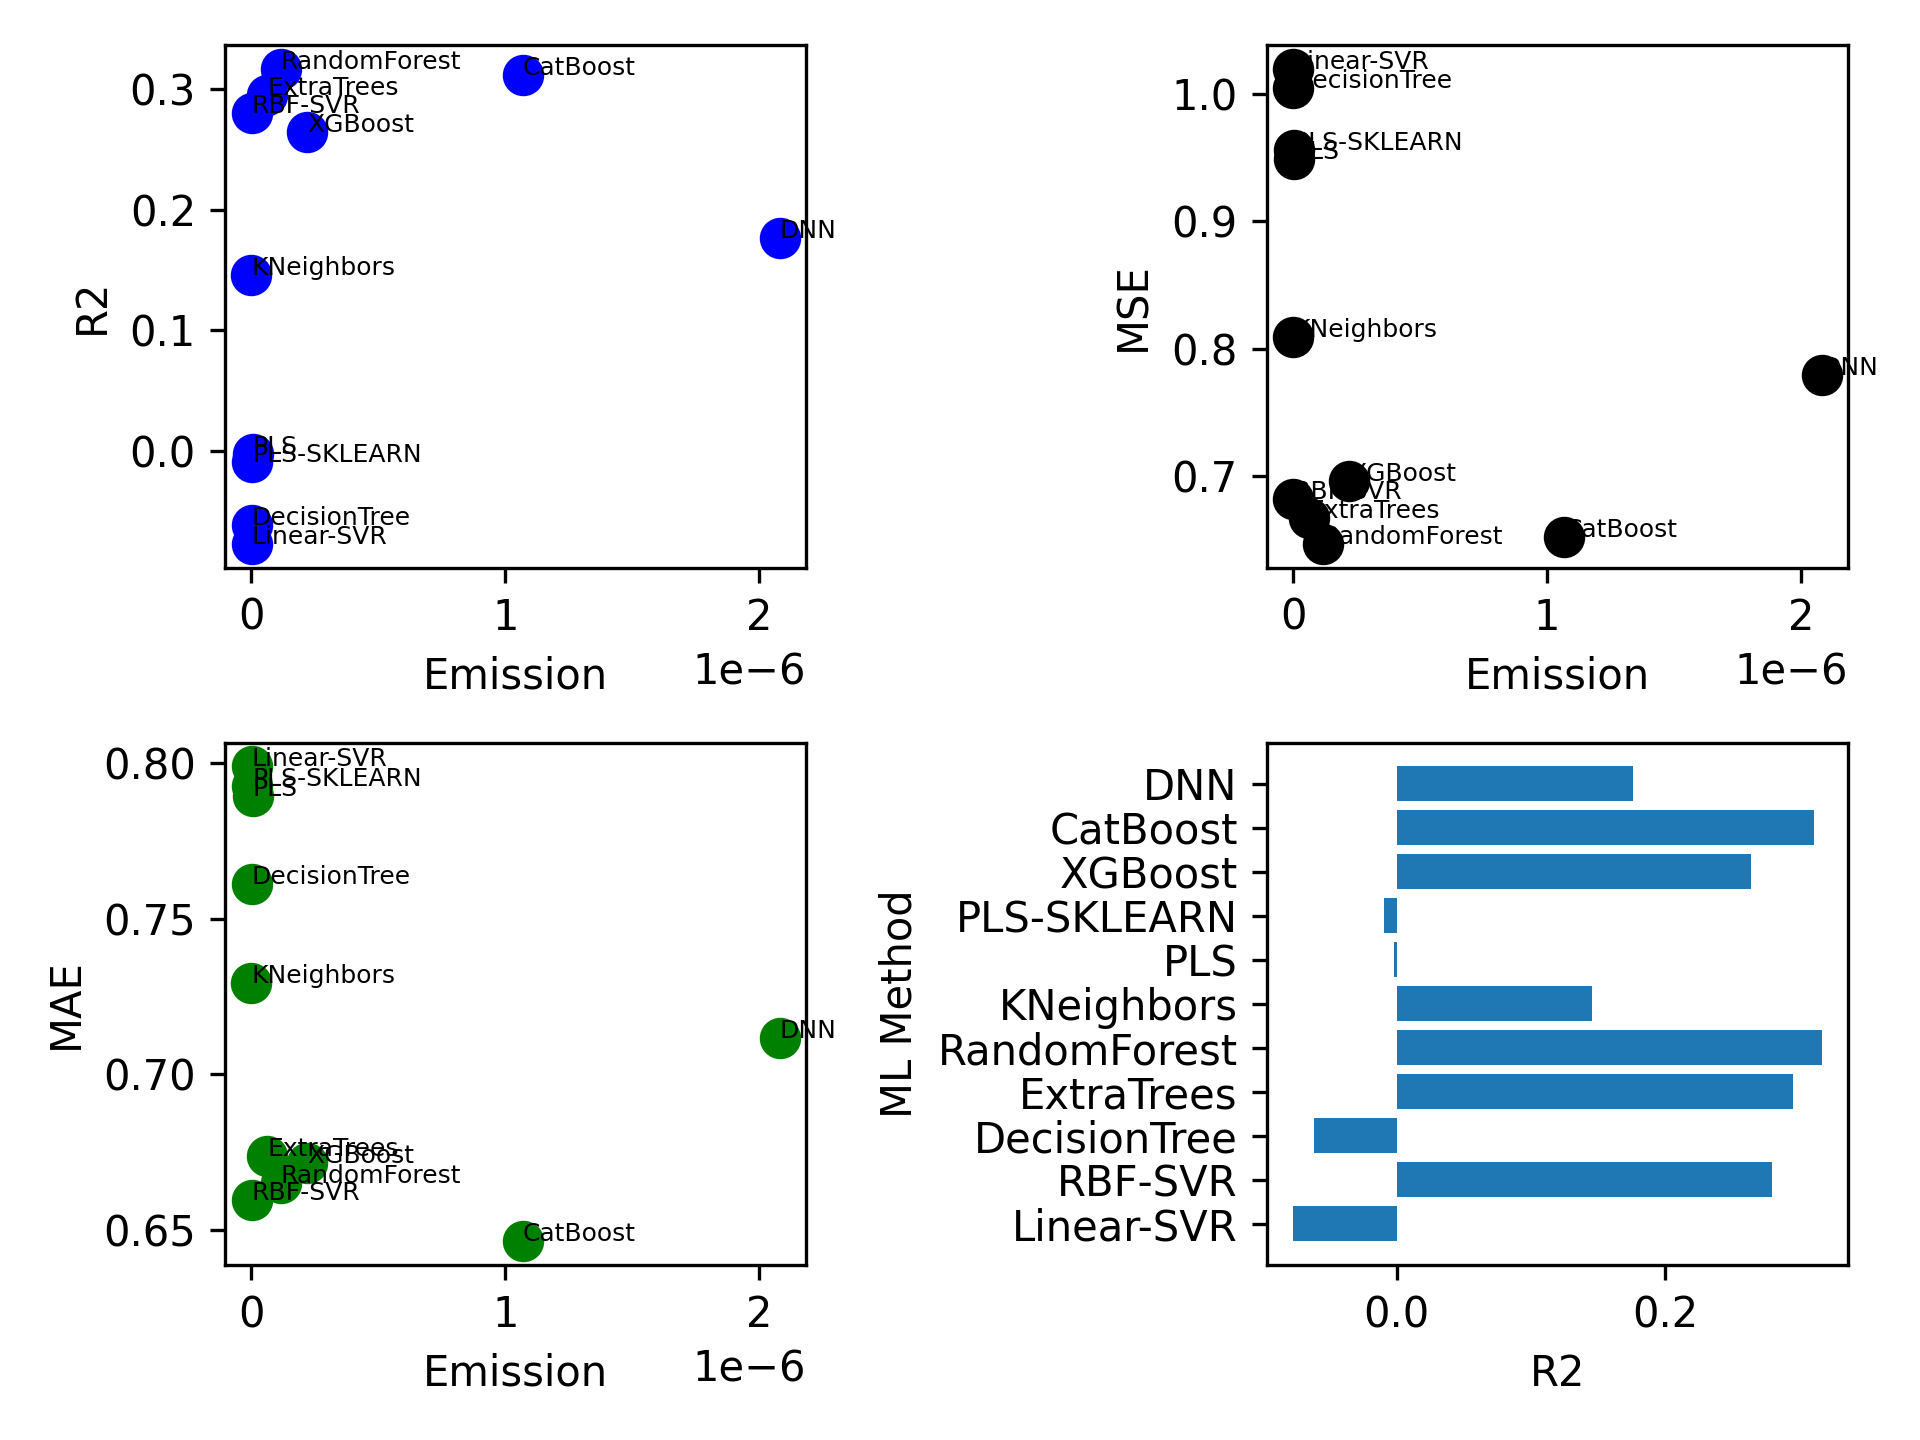 0.3
0.2
0.1
0.0
R2
RandomForest
CatBoost
ExtraTrees
RBF-SVR
XGBoost
DNN
KNeighbors
PLS
PLS-SKLEARN
DecisionTree
Linear-SVR
0 1 2
Emission 1e−6
1.0
0.9
0.8
0.7
MSE
Linear-SVR
DecisionTree
PLS-SKLEARN
PLS
KNeighbors
DNN
XGBoost
RBF-SVR
ExtraTrees
RandomForest
CatBoost
0 1 2
Emission 1e−6
0.80
0.75
0.70
0.65
MAE
Linear-SVR
PLS-SKLEARN
PLS
DecisionTree
KNeighbors
DNN
ExtraTrees
XGBoost
RandomForest
RBF-SVR
CatBoost
0 1 2
Emission 1e−6
ML Method
DNN
CatBoost
XGBoost
PLS-SKLEARN
PLS
KNeighbors
RandomForest
ExtraTrees
DecisionTree
RBF-SVR
Linear-SVR
0.0 0.2
R2